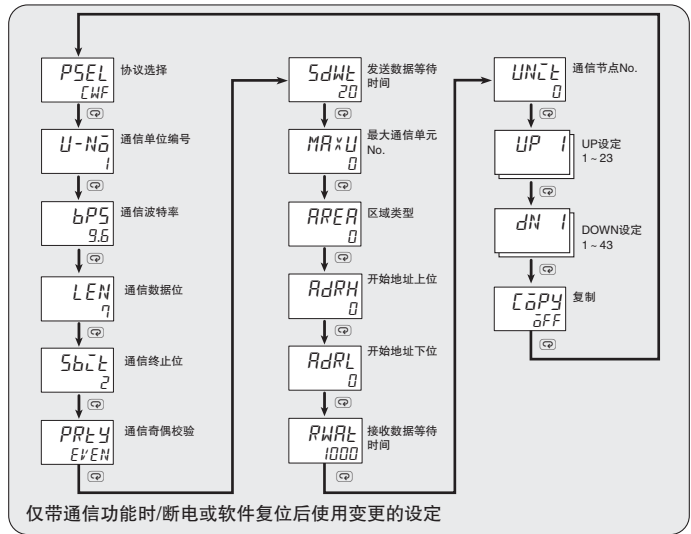 PSEL
CWF
协议选择
U-No
1
通信单位编号
bPS
9.6
通信波特率
LEN
7
通信数据位
Sbit
2
通信终止位
PRty
EVEN
通信奇偶校验
SdWt
20
发送数据等待
时间
MAXU
0
最大通信单元
No.
AREA
0
区域类型
AdRH
0
开始地址上位
AdRL
0
开始地址下位
RWAt
1000
接收数据等待
时间
UNit
0
通信节点No.
UP 1
UP设定
1~23
dN 1
DOWN设定
1~43
CoPY
oFF
复制
仅带通信功能时/断电或软件复位后使用变更的设定